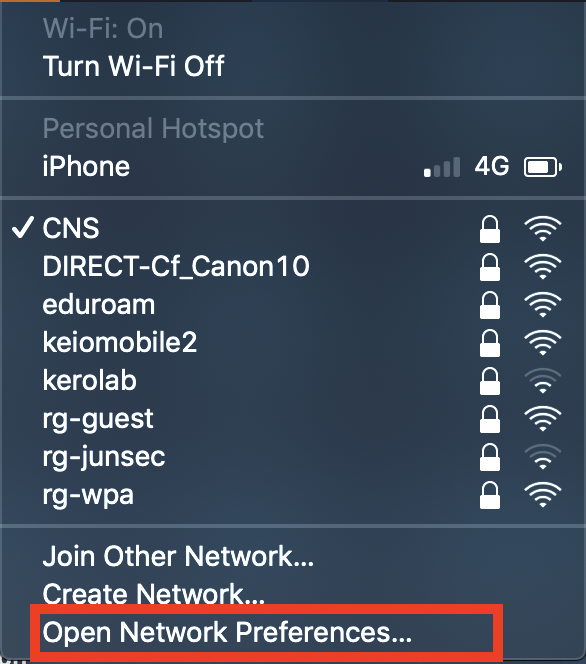 Wi-Fi: On
Turn Wi-Fi Off
Personal Hotspot
iPhone 4G
CNS
DIRECT-Cf_Canon10
eduroam
keiomobile2
kerolab
rg-guest
rg-junsec
rg-wpa
Join Other Network...
Create Network...
Open Network Preferences...